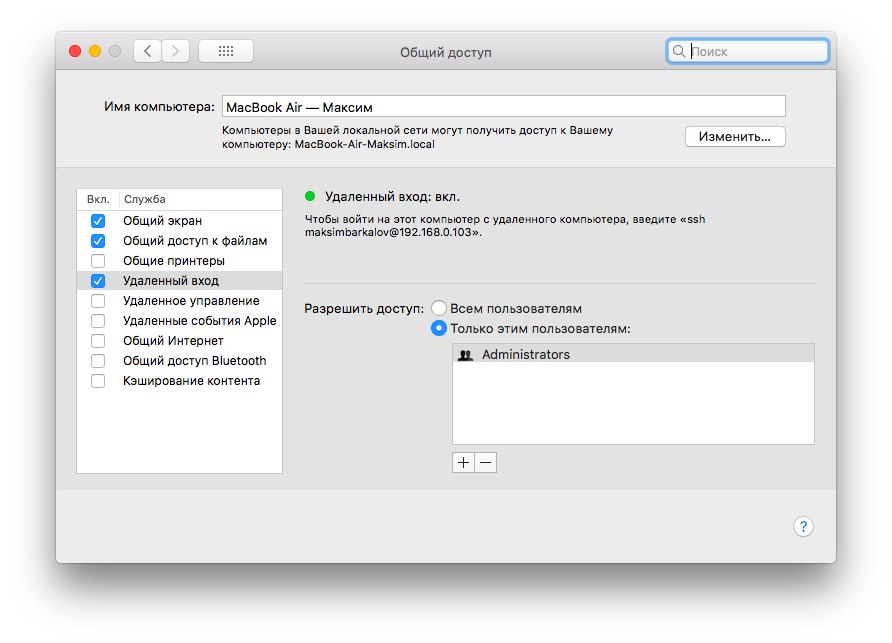 Общий доступ
Поиск
Имя компьютера: MacBook Air — Максим
Компьютеры в Вашей локальной сети могут получить доступ к Вашему
компьютеру: MacBook-Air-Maksim.local
Изменить...
Вкл. Служба
Общий экран
Общий доступ к файлам
Общие принтеры
Удаленный вход
Удаленное управление
Удаленные события Apple
Общий Интернет
Общий доступ Bluetooth
Кэширование контента
Удаленный вход: вкл.
Чтобы войти на этот компьютер с удаленного компьютера, введите «ssh
maksimbarkalov@192.168.0.103».
Разрешить доступ: Всем пользователям
Только этим пользователям:
Administrators
+ −
?